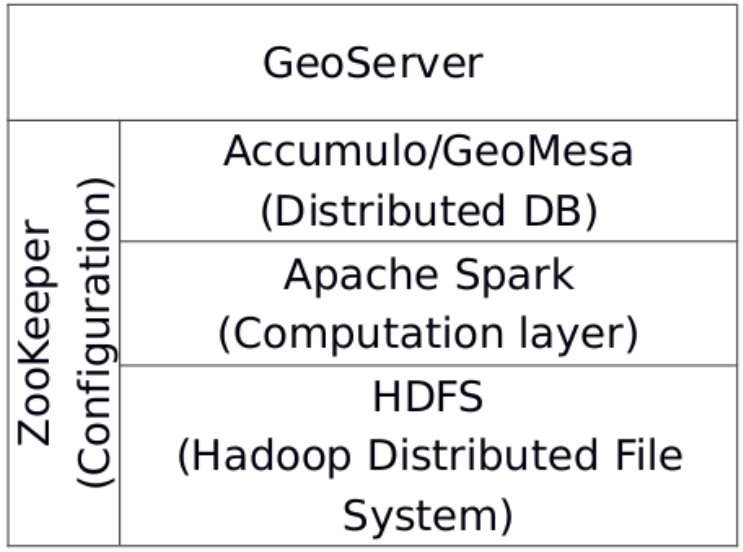 GeoServer
ZooKeeper
(Configuration)
Accumulo/GeoMesa
(Distributed DB)
Apache Spark
(Computation layer)
HDFS
(Hadoop Distributed File
System)